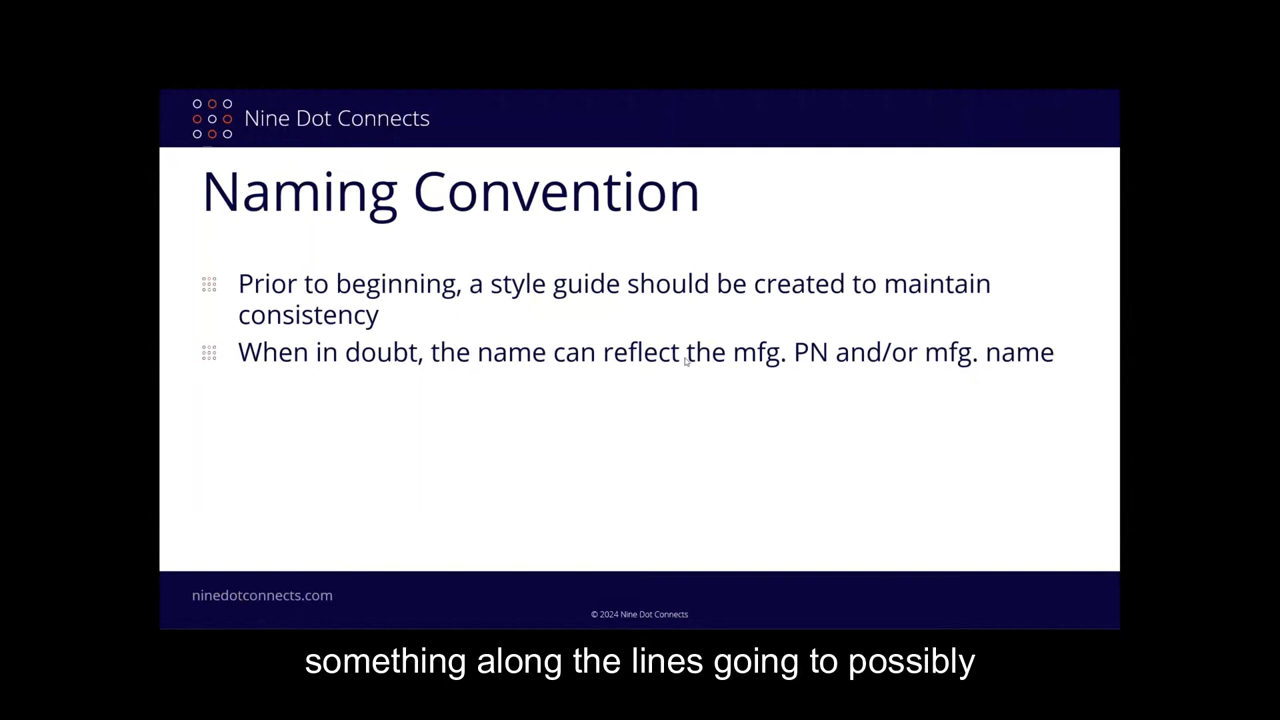 Nine Dot Connects
Naming Convention
Prior to beginning, a style guide should be created to maintain
consistency
When in doubt, the name can reflect the mfg. PN and/or mfg. name
ninedotconnects.com
© 2024 Nine Dot Connects
something along the lines going to possibly